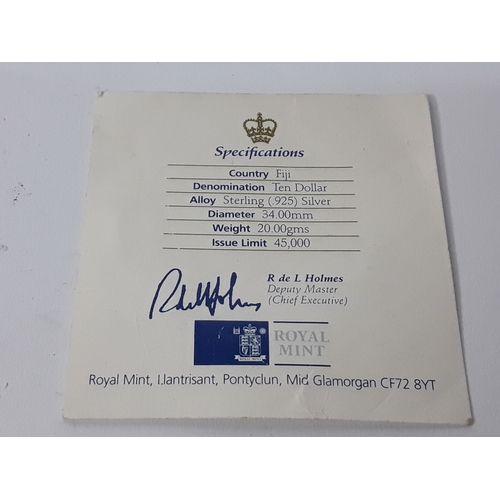 Specifications
Country Fiji
Denomination Ten Dollar
Alloy Sterling (.925) Silver
Diameter 34.00mm
Weight 20.00gms
Issue Limit 45,000
R de L Holmes
Deputy Master
(Chief Executive)
ROYAL
MINT
Royal Mint, Llantrisant, Pontyclun, Mid Glamorgan CF72 8YT